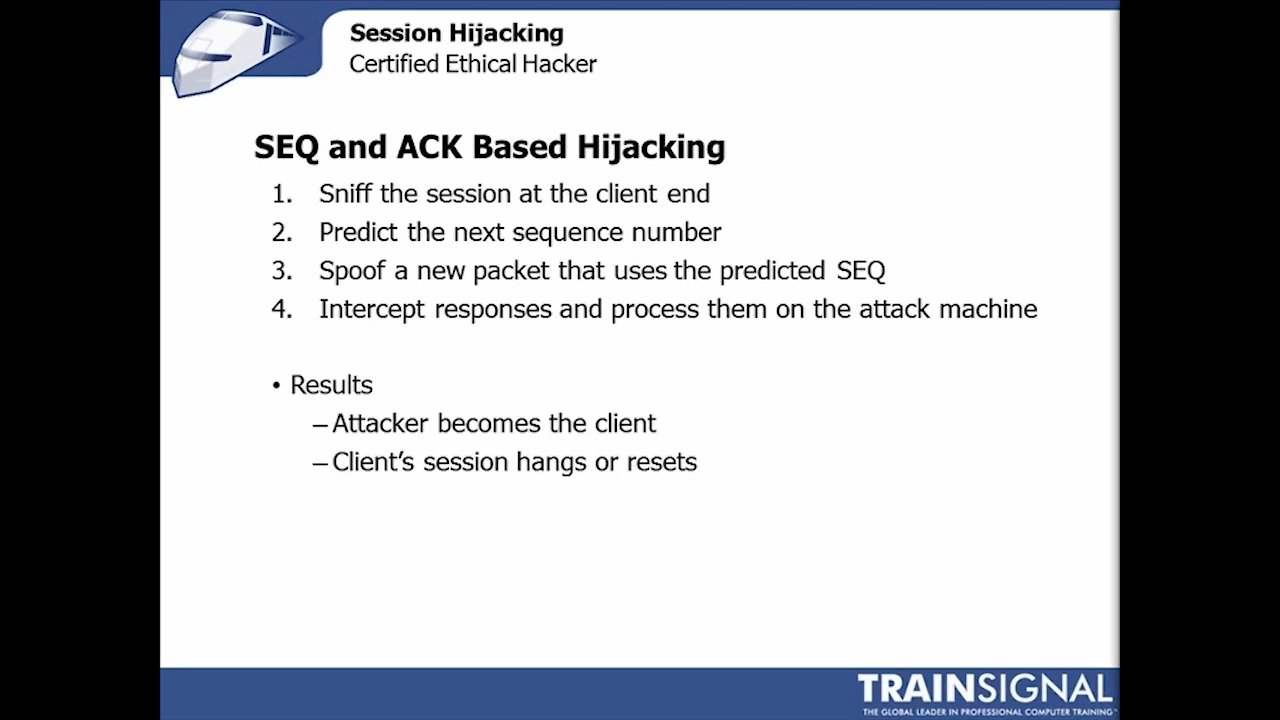 Session Hijacking
Certified Ethical Hacker
SEQ and ACK Based Hijacking
1. Sniff the session at the client end
2. Predict the next sequence number
3. Spoof a new packet that uses the predicted SEQ
4. Intercept responses and process them on the attack machine
• Results
– Attacker becomes the client
– Client's session hangs or resets
TRAINSIGNAL
THE GLOBAL LEADER IN PROFESSIONAL COMPUTER TRAINING